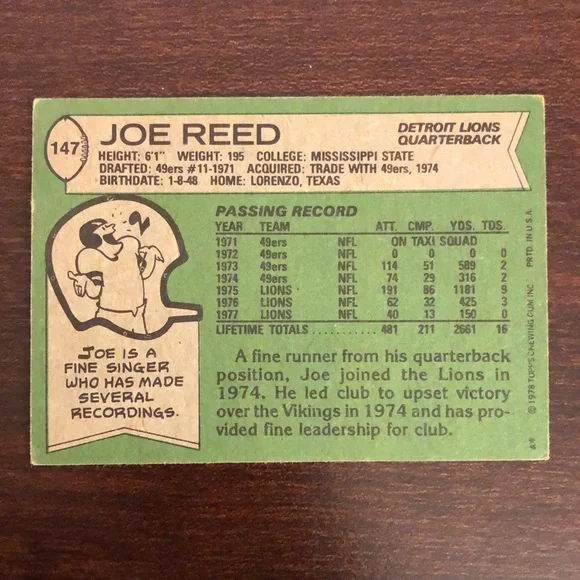 147
JOE REED
DETROIT LIONS
QUARTERBACK
HEIGHT: 6'1" WEIGHT: 195 COLLEGE: MISSISSIPPI STATE
DRAFTED: 49ers #11-1971 ACQUIRED: TRADE WITH 49ers, 1974
BIRTHDATE: 1-8-48 HOME: LORENZO, TEXAS
PASSING RECORD
YEAR TEAM ATT. CMP. YDS. TDS.
1971 49ers NFL ON TAXI SQUAD
1972 49ers NFL 0 0 0 0
1973 49ers NFL 114 51 589 2
1974 49ers NFL 74 29 316 2
1975 LIONS NFL 191 86 1181 9
1976 LIONS NFL 62 32 425 3
1977 LIONS NFL 40 13 150 0
LIFETIME TOTALS .......... 481 211 2661 16
JOE IS A
FINE SINGER
WHO HAS MADE
SEVERAL
RECORDINGS.
A fine runner from his quarterback
position, Joe joined the Lions in
1974. He led club to upset victory
over the Vikings in 1974 and has pro-
vided fine leadership for club.
© 1978 TOPPS CHEWING GUM INC. PRTD. IN U.S.A.